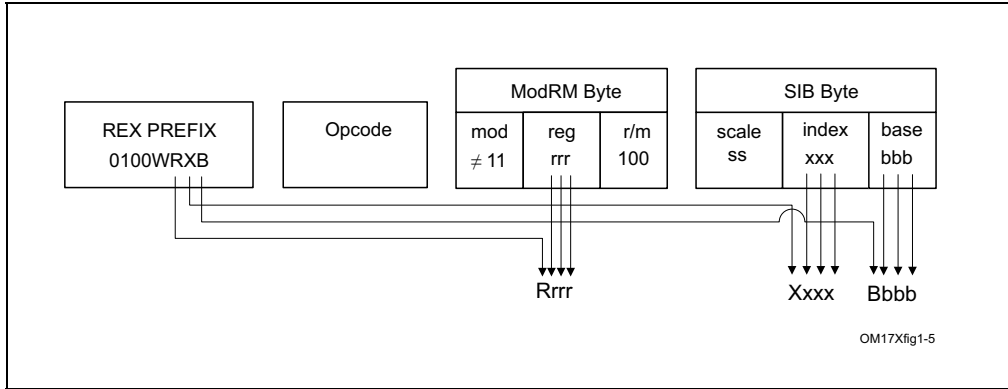 REX PREFIX
0100WRXB
Opcode
ModRM Byte
mod
≠ 11
reg
rrr
r/m
100
SIB Byte
scale
ss
index
xxx
base
bbb
Rrrr
Xxxx
Bbbb
OM17Xfig1-5